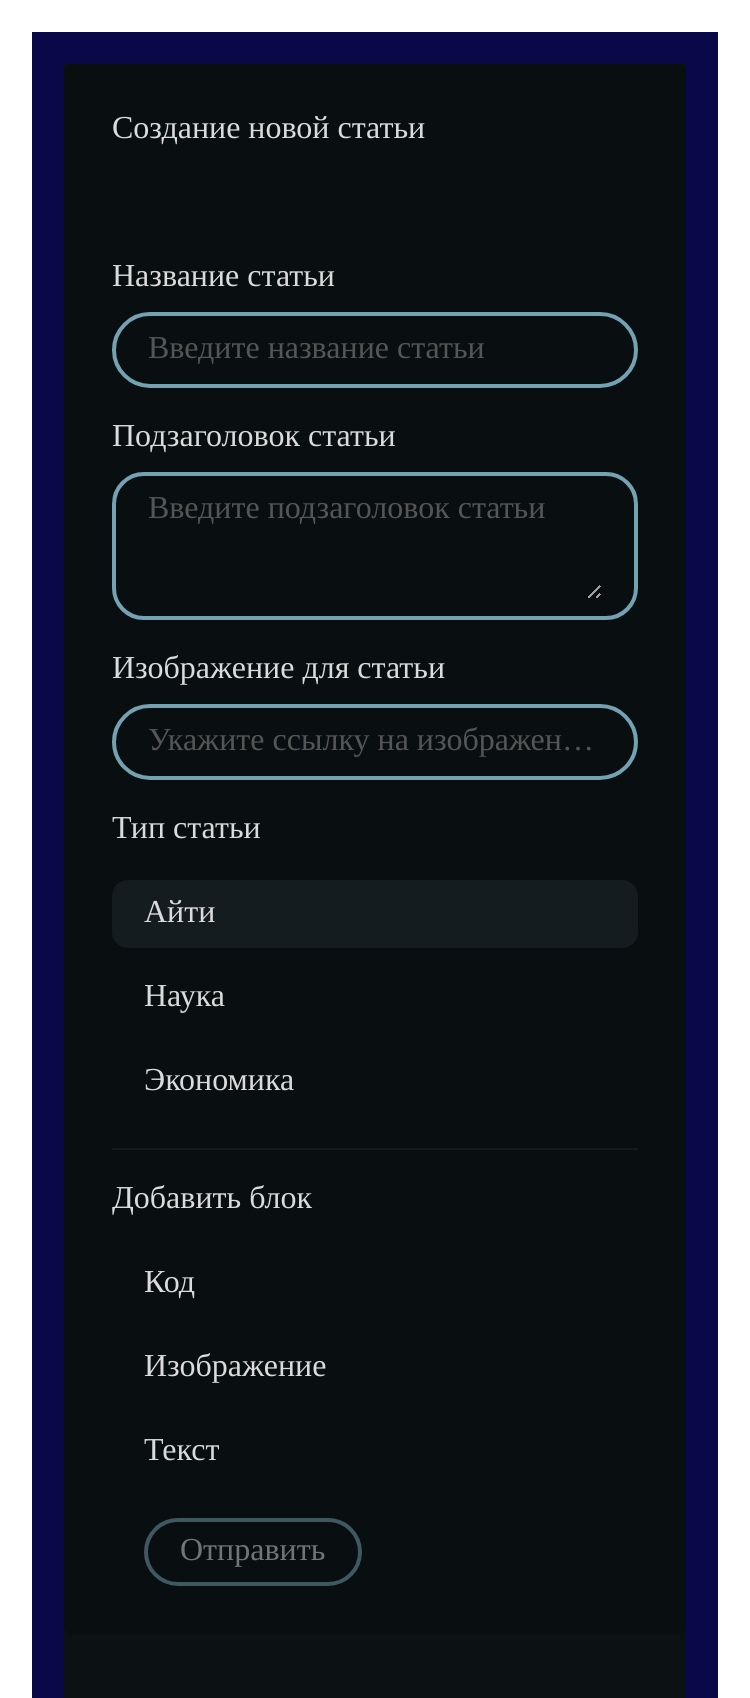 Создание новой статьи
Название статьи
Введите название статьи
Подзаголовок статьи
Введите подзаголовок статьи
Изображение для статьи
Укажите ссылку на изображен…
Тип статьи
Айти
Наука
Экономика
Добавить блок
Код
Изображение
Текст
Отправить